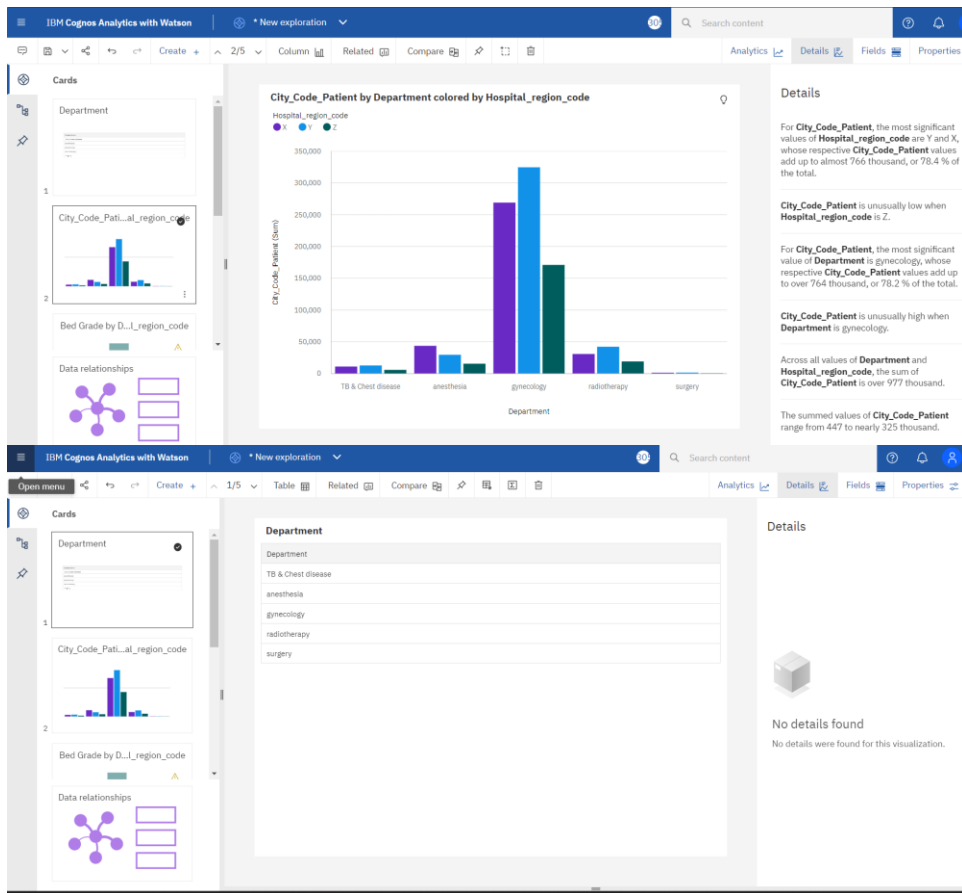 IBM Cognos Analytics with Watson
* New exploration
Search content
Create +
2/5
Column
Related
Compare
Analytics
Details
Fields
Properties
Cards
Department
1
City_Code_Pati...al_region_code
2
Bed Grade by D...l_region_code
Data relationships
City_Code_Patient by Department colored by Hospital_region_code
Hospital_region_code
X Y Z
350,000
300,000
250,000
200,000
150,000
100,000
50,000
0
City_Code_Patient (Sum)
TB & Chest disease
anesthesia
gynecology
radiotherapy
surgery
Department
Details
For City_Code_Patient, the most significant
values of Hospital_region_code are Y and X,
whose respective City_Code_Patient values
add up to almost 766 thousand, or 78.4 % of
the total.
City_Code_Patient is unusually low when
Hospital_region_code is Z.
For City_Code_Patient, the most significant
value of Department is gynecology, whose
respective City_Code_Patient values add up
to over 764 thousand, or 78.2 % of the total.
City_Code_Patient is unusually high when
Department is gynecology.
Across all values of Department and
Hospital_region_code, the sum of
City_Code_Patient is over 977 thousand.
The summed values of City_Code_Patient
range from 447 to nearly 325 thousand.
IBM Cognos Analytics with Watson
* New exploration
Search content
Open menu
Create +
1/5
Table
Related
Compare
Analytics
Details
Fields
Properties
Cards
Department
1
City_Code_Pati...al_region_code
2
Bed Grade by D...l_region_code
Data relationships
Department
Department
TB & Chest disease
anesthesia
gynecology
radiotherapy
surgery
Details
No details found
No details were found for this visualization.